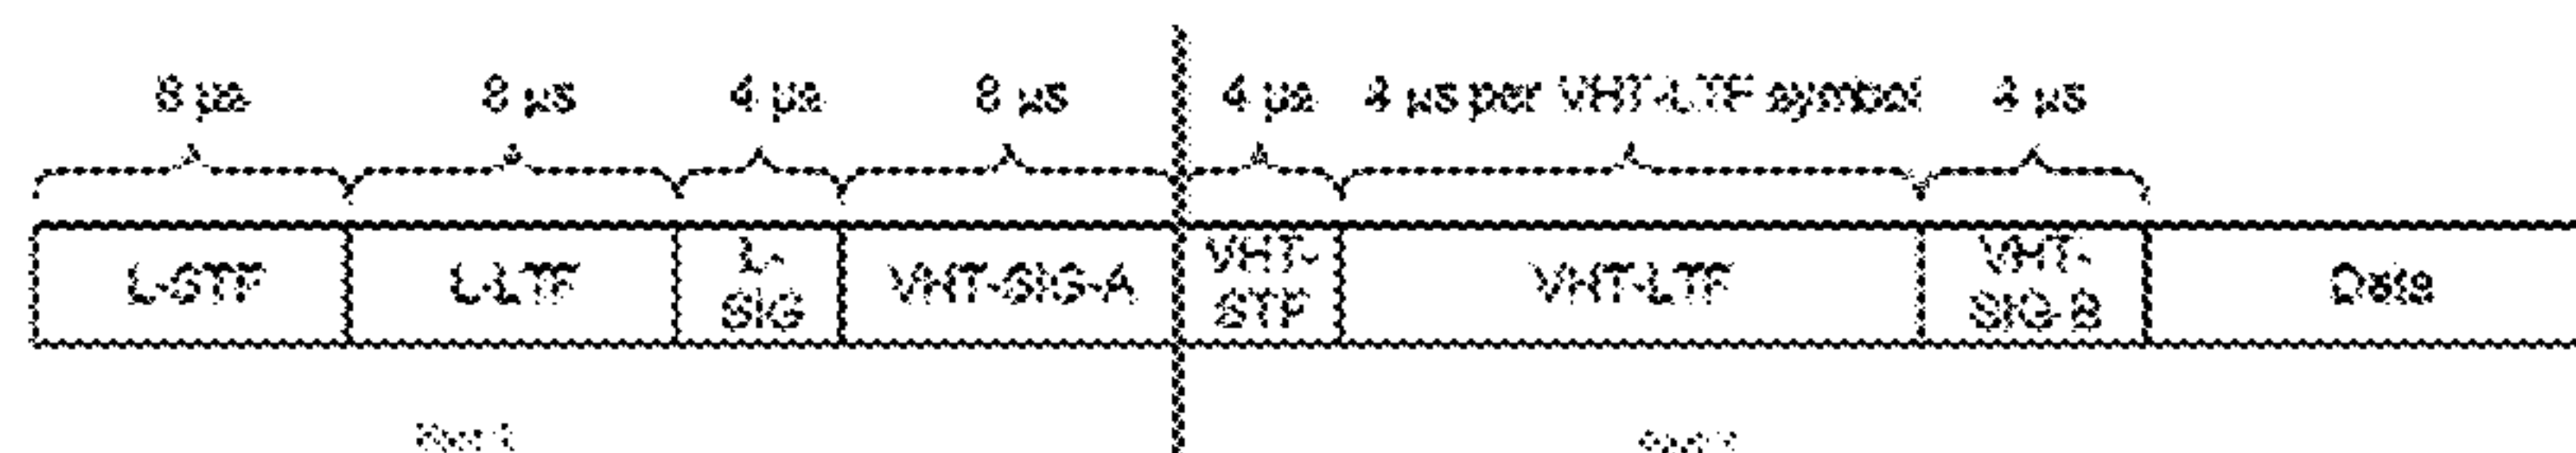 8 µs 8 µs 4 µs 8 µs 4 µs 4 µs per VHT-LTF symbol 4 µs
L-STF L-LTF L-SIG VHT-SIG-A VHT-STF VHT-LTF VHT-SIG-B Data